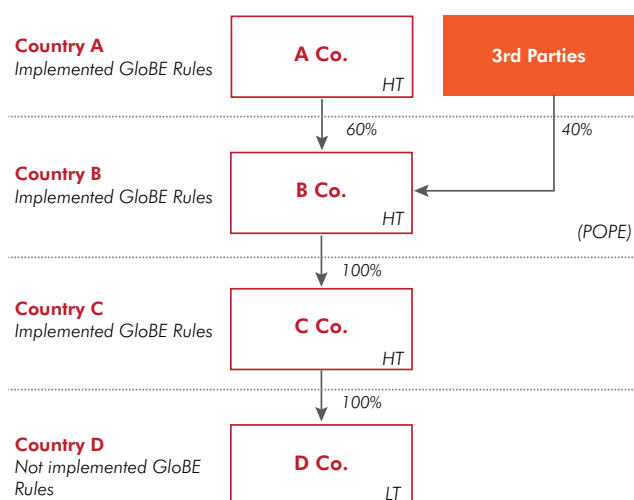 Country A
Implemented GloBE Rules
A Co.
HT
3rd Parties
60%
40%
Country B
Implemented GloBE Rules
B Co.
HT
(POPE)
100%
Country C
Implemented GloBE Rules
C Co.
HT
100%
Country D
Not implemented GloBE
Rules
D Co.
LT